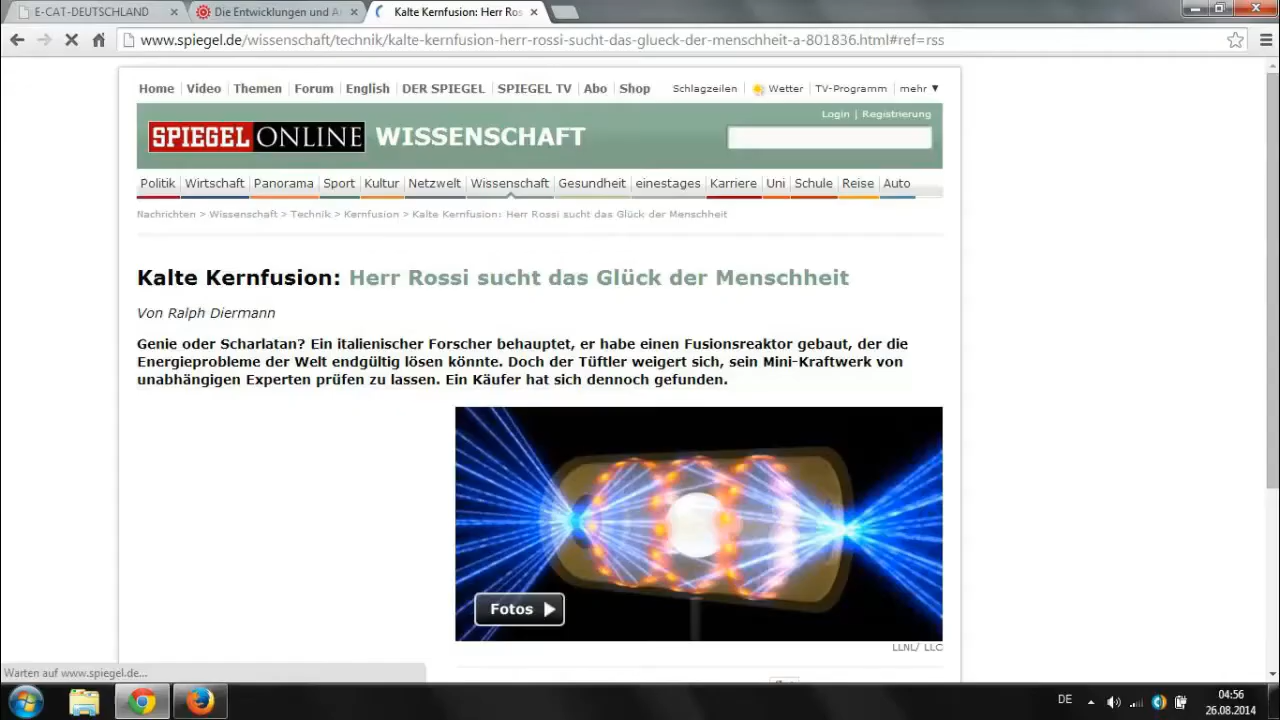 E-CAT-DEUTSCHLAND
Die Entwicklungen und
Kalte Kernfusion: Herr Ros
www.spiegel.de/wissenschaft/technik/kalte-kernfusion-herr-rossi-sucht-das-glueck-der-menschheit-a-801836.html#ref=rss
Home Video Themen Forum English DER SPIEGEL SPIEGEL TV Abo Shop Schlagzeilen Wetter TV-Programm mehr ▼
Login | Registrierung
SPIEGEL ONLINE WISSENSCHAFT
Politik Wirtschaft Panorama Sport Kultur Netzwelt Wissenschaft Gesundheit einestages Karriere Uni Schule Reise Auto
Nachrichten > Wissenschaft > Technik > Kernfusion > Kalte Kernfusion: Herr Rossi sucht das Glück der Menschheit
Kalte Kernfusion: Herr Rossi sucht das Glück der Menschheit
Von Ralph Diermann
Genie oder Scharlatan? Ein italienischer Forscher behauptet, er habe einen Fusionsreaktor gebaut, der die
Energieprobleme der Welt endgültig lösen könnte. Doch der Tüftler weigert sich, sein Mini-Kraftwerk von
unabhängigen Experten prüfen zu lassen. Ein Käufer hat sich dennoch gefunden.
Fotos
LLNL/ LLC
Warten auf www.spiegel.de...
DE
04:56
26.08.2014